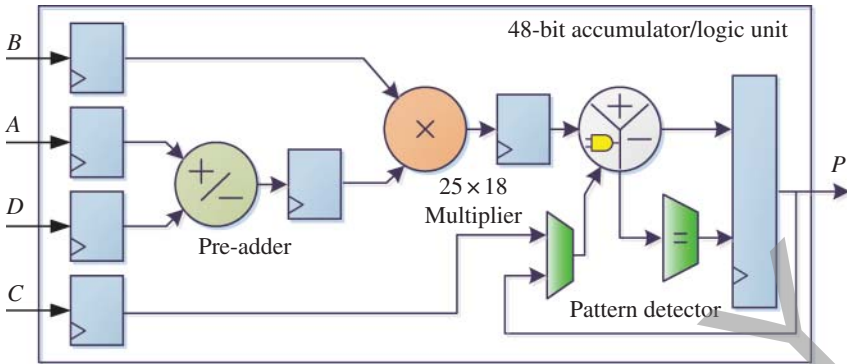 48-bit accumulator/logic unit
B
A
D
C
+/−
Pre-adder
×
25 × 18
Multiplier
+
−
=
Pattern detector
P